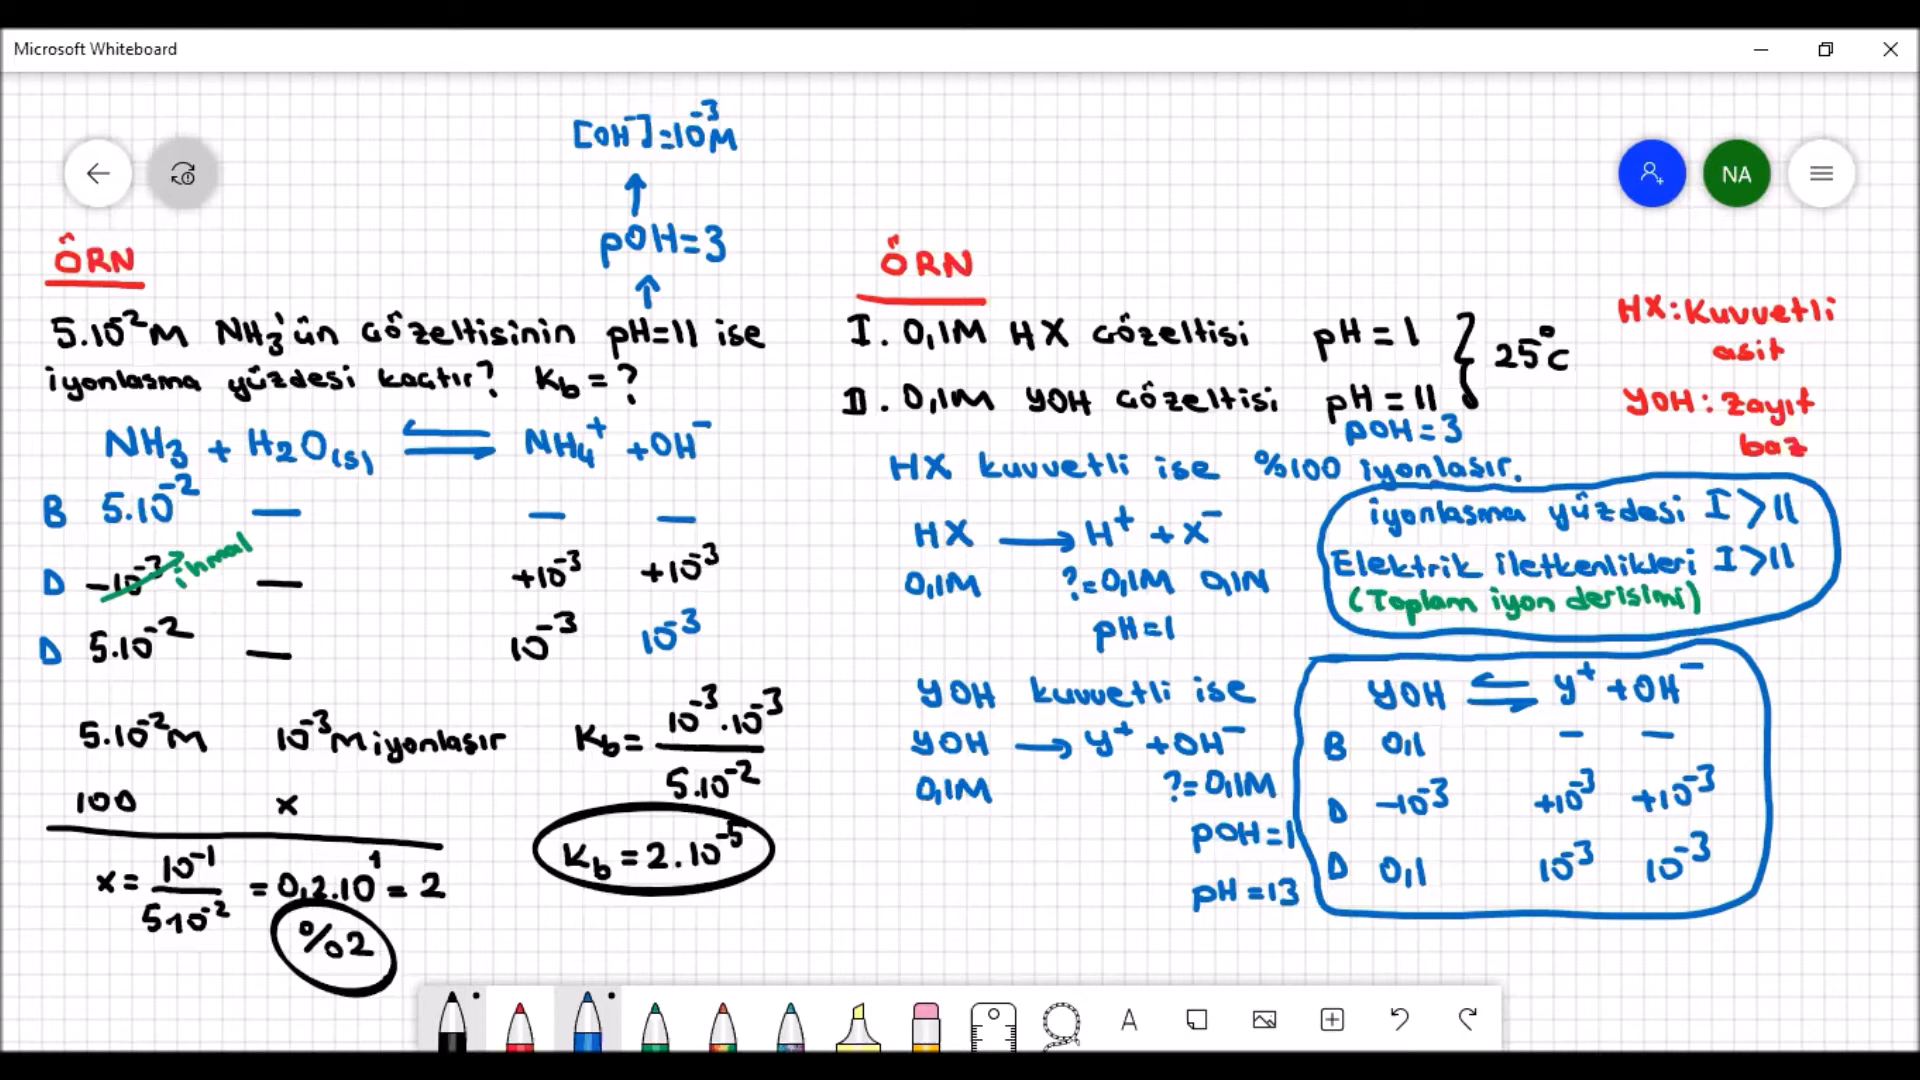 Microsoft Whiteboard
NA
[OH⁻]=10⁻³M
pOH=3
ÖRN
5.10⁻²M NH₃'ün çözeltisinin pH=11 ise
iyonlaşma yüzdesi kaçtır? Kb=?
NH₃ + H₂O(s) ⇌ NH₄⁺ + OH⁻
B 5.10⁻² — — —
D -10⁻³ ihmal — +10⁻³ +10⁻³
D 5.10⁻² — 10⁻³ 10⁻³
5.10⁻²M 10⁻³M iyonlaşır
100 x
x = 10⁻¹ / 5.10⁻² = 0,2.10¹ = 2
%2
Kb = 10⁻³.10⁻³ / 5.10⁻²
Kb = 2.10⁻⁵
ÖRN
I. 0,1M HX çözeltisi pH = 1
II. 0,1M YOH çözeltisi pH = 11
25°C
pOH=3
HX: Kuvvetli
asit
YOH: zayıf
baz
HX kuvvetli ise %100 iyonlaşır.
HX → H⁺ + X⁻
0,1M ?=0,1M 0,1M
pH=1
YOH kuvvetli ise
YOH → Y⁺ + OH⁻
0,1M ?=0,1M
pOH=1
pH=13
iyonlaşma yüzdesi I > II
Elektrik iletkenlikleri I > II
(Toplam iyon derişimi)
YOH ⇌ Y⁺ + OH⁻
B 0,1 — —
D -10⁻³ +10⁻³ +10⁻³
D 0,1 10⁻³ 10⁻³